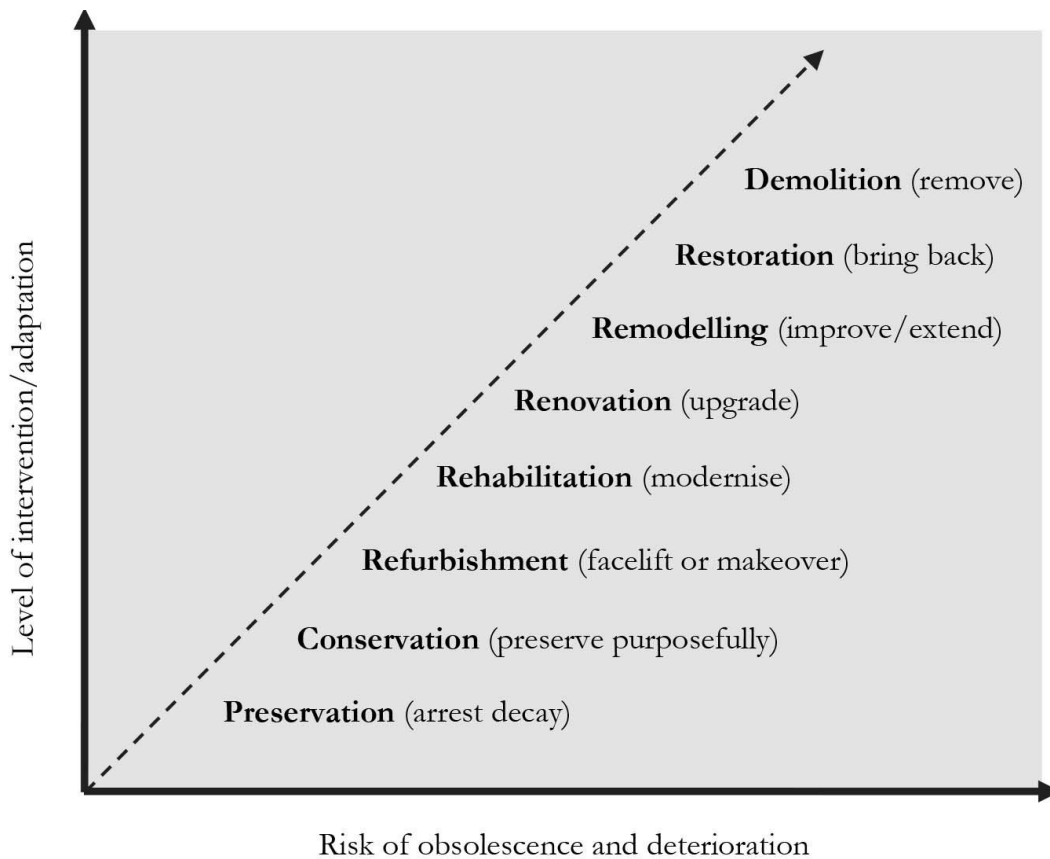 Level of intervention/adaptation
Demolition (remove)
Restoration (bring back)
Remodelling (improve/extend)
Renovation (upgrade)
Rehabilitation (modernise)
Refurbishment (facelift or makeover)
Conservation (preserve purposefully)
Preservation (arrest decay)
Risk of obsolescence and deterioration